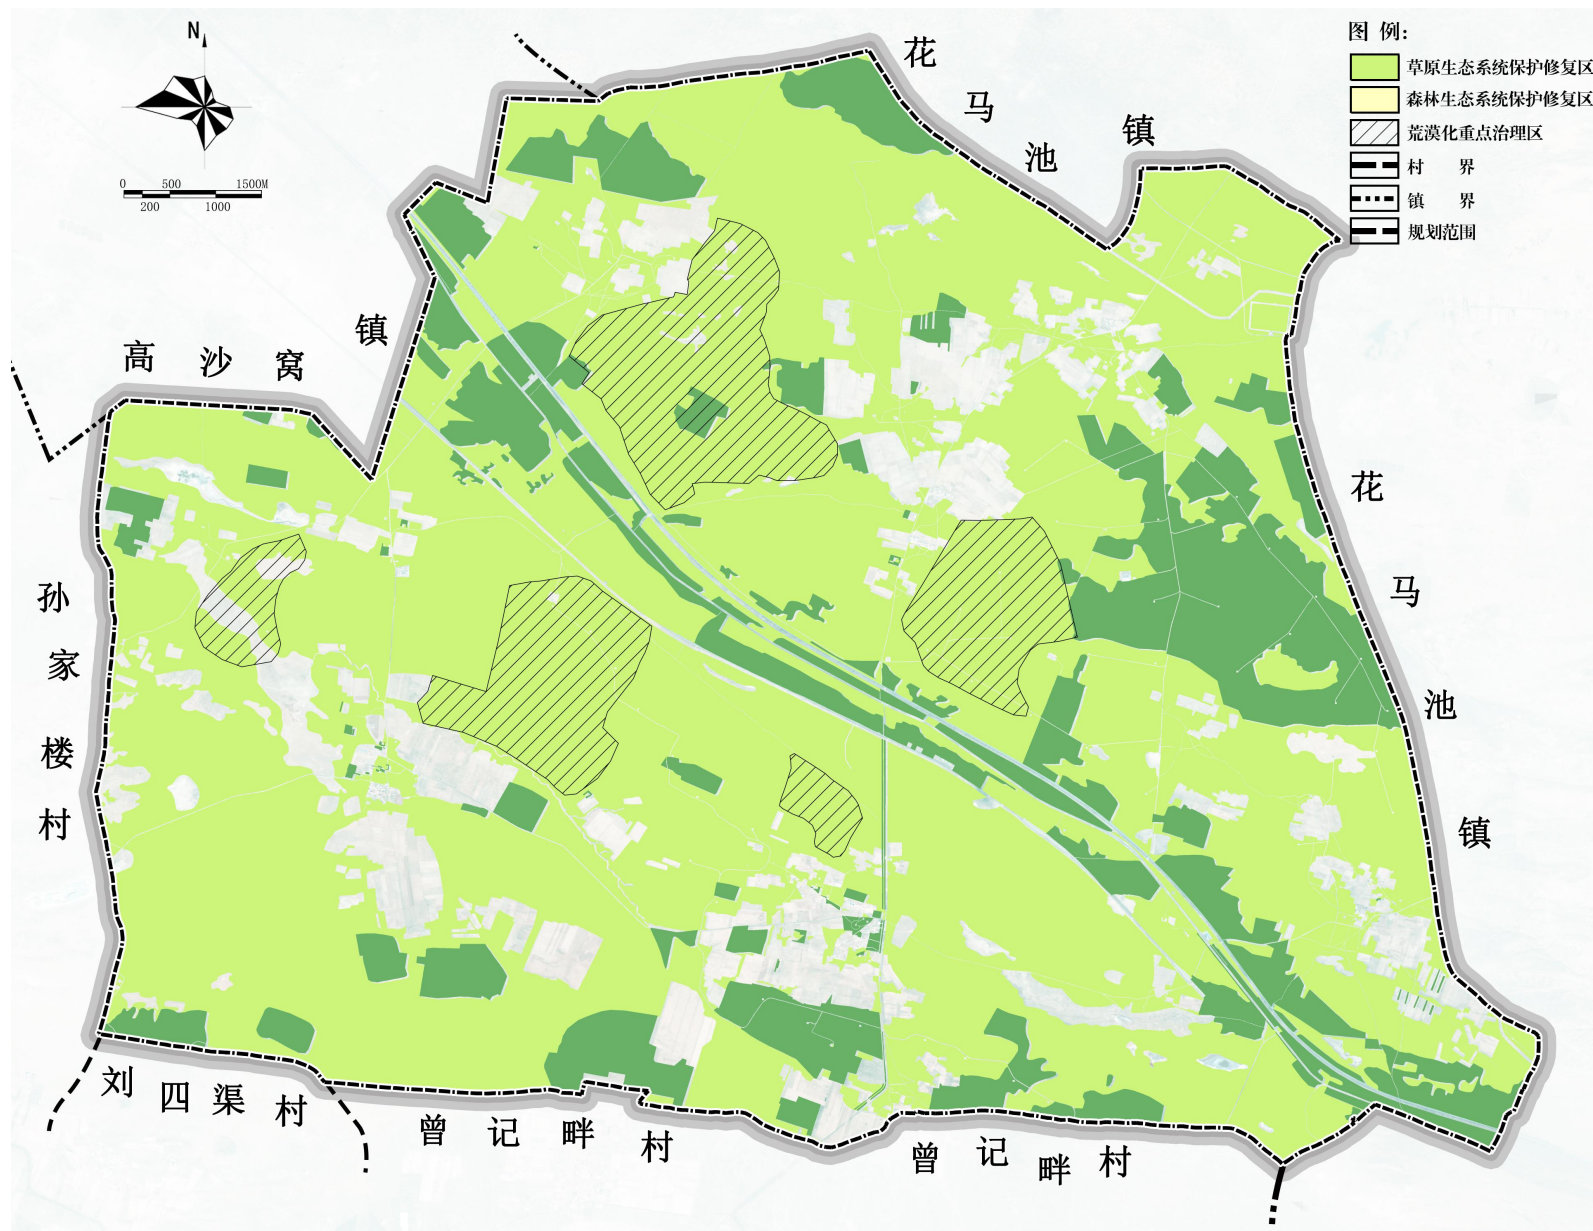 N
0 500 1500M
200 1000
图 例:
草原生态系统保护修复区
森林生态系统保护修复区
荒漠化重点治理区
村 界
镇 界
规划范围
花马池镇
高沙窝镇
花马池镇
孙家楼村
刘四渠村
曾记畔村
曾记畔村